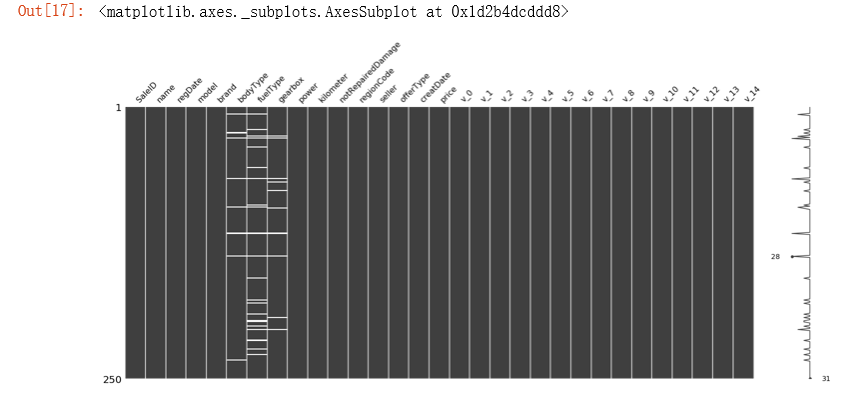 Out[17]: <matplotlib.axes._subplots.AxesSubplot at 0x1d2b4dcddd8>
SaleID name regDate model brand bodyType fuelType gearbox power kilometer notRepairedDamage regionCode seller offerType creatDate price v_0 v_1 v_2 v_3 v_4 v_5 v_6 v_7 v_8 v_9 v_10 v_11 v_12 v_13 v_14
1
28
250
31